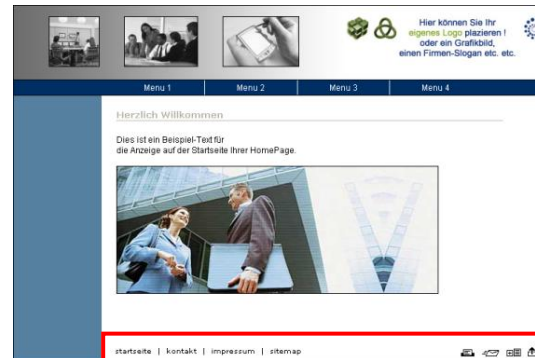 Hier können Sie Ihr
eigenes Logo plazieren !
oder ein Grafikbild,
einen Firmen-Slogan etc. etc.
Menu 1 Menu 2 Menu 3 Menu 4
Herzlich Willkommen
Dies ist ein Beispiel-Text für
die Anzeige auf der Startseite Ihrer HomePage.
startseite | kontakt | impressum | sitemap